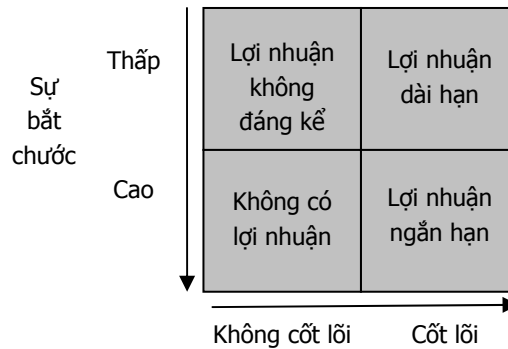 Sự
bắt
chước
Thấp
Lợi nhuận
không
đáng kể
Lợi nhuận
dài hạn
Cao
Không có
lợi nhuận
Lợi nhuận
ngắn hạn
Không cốt lõi
Cốt lõi